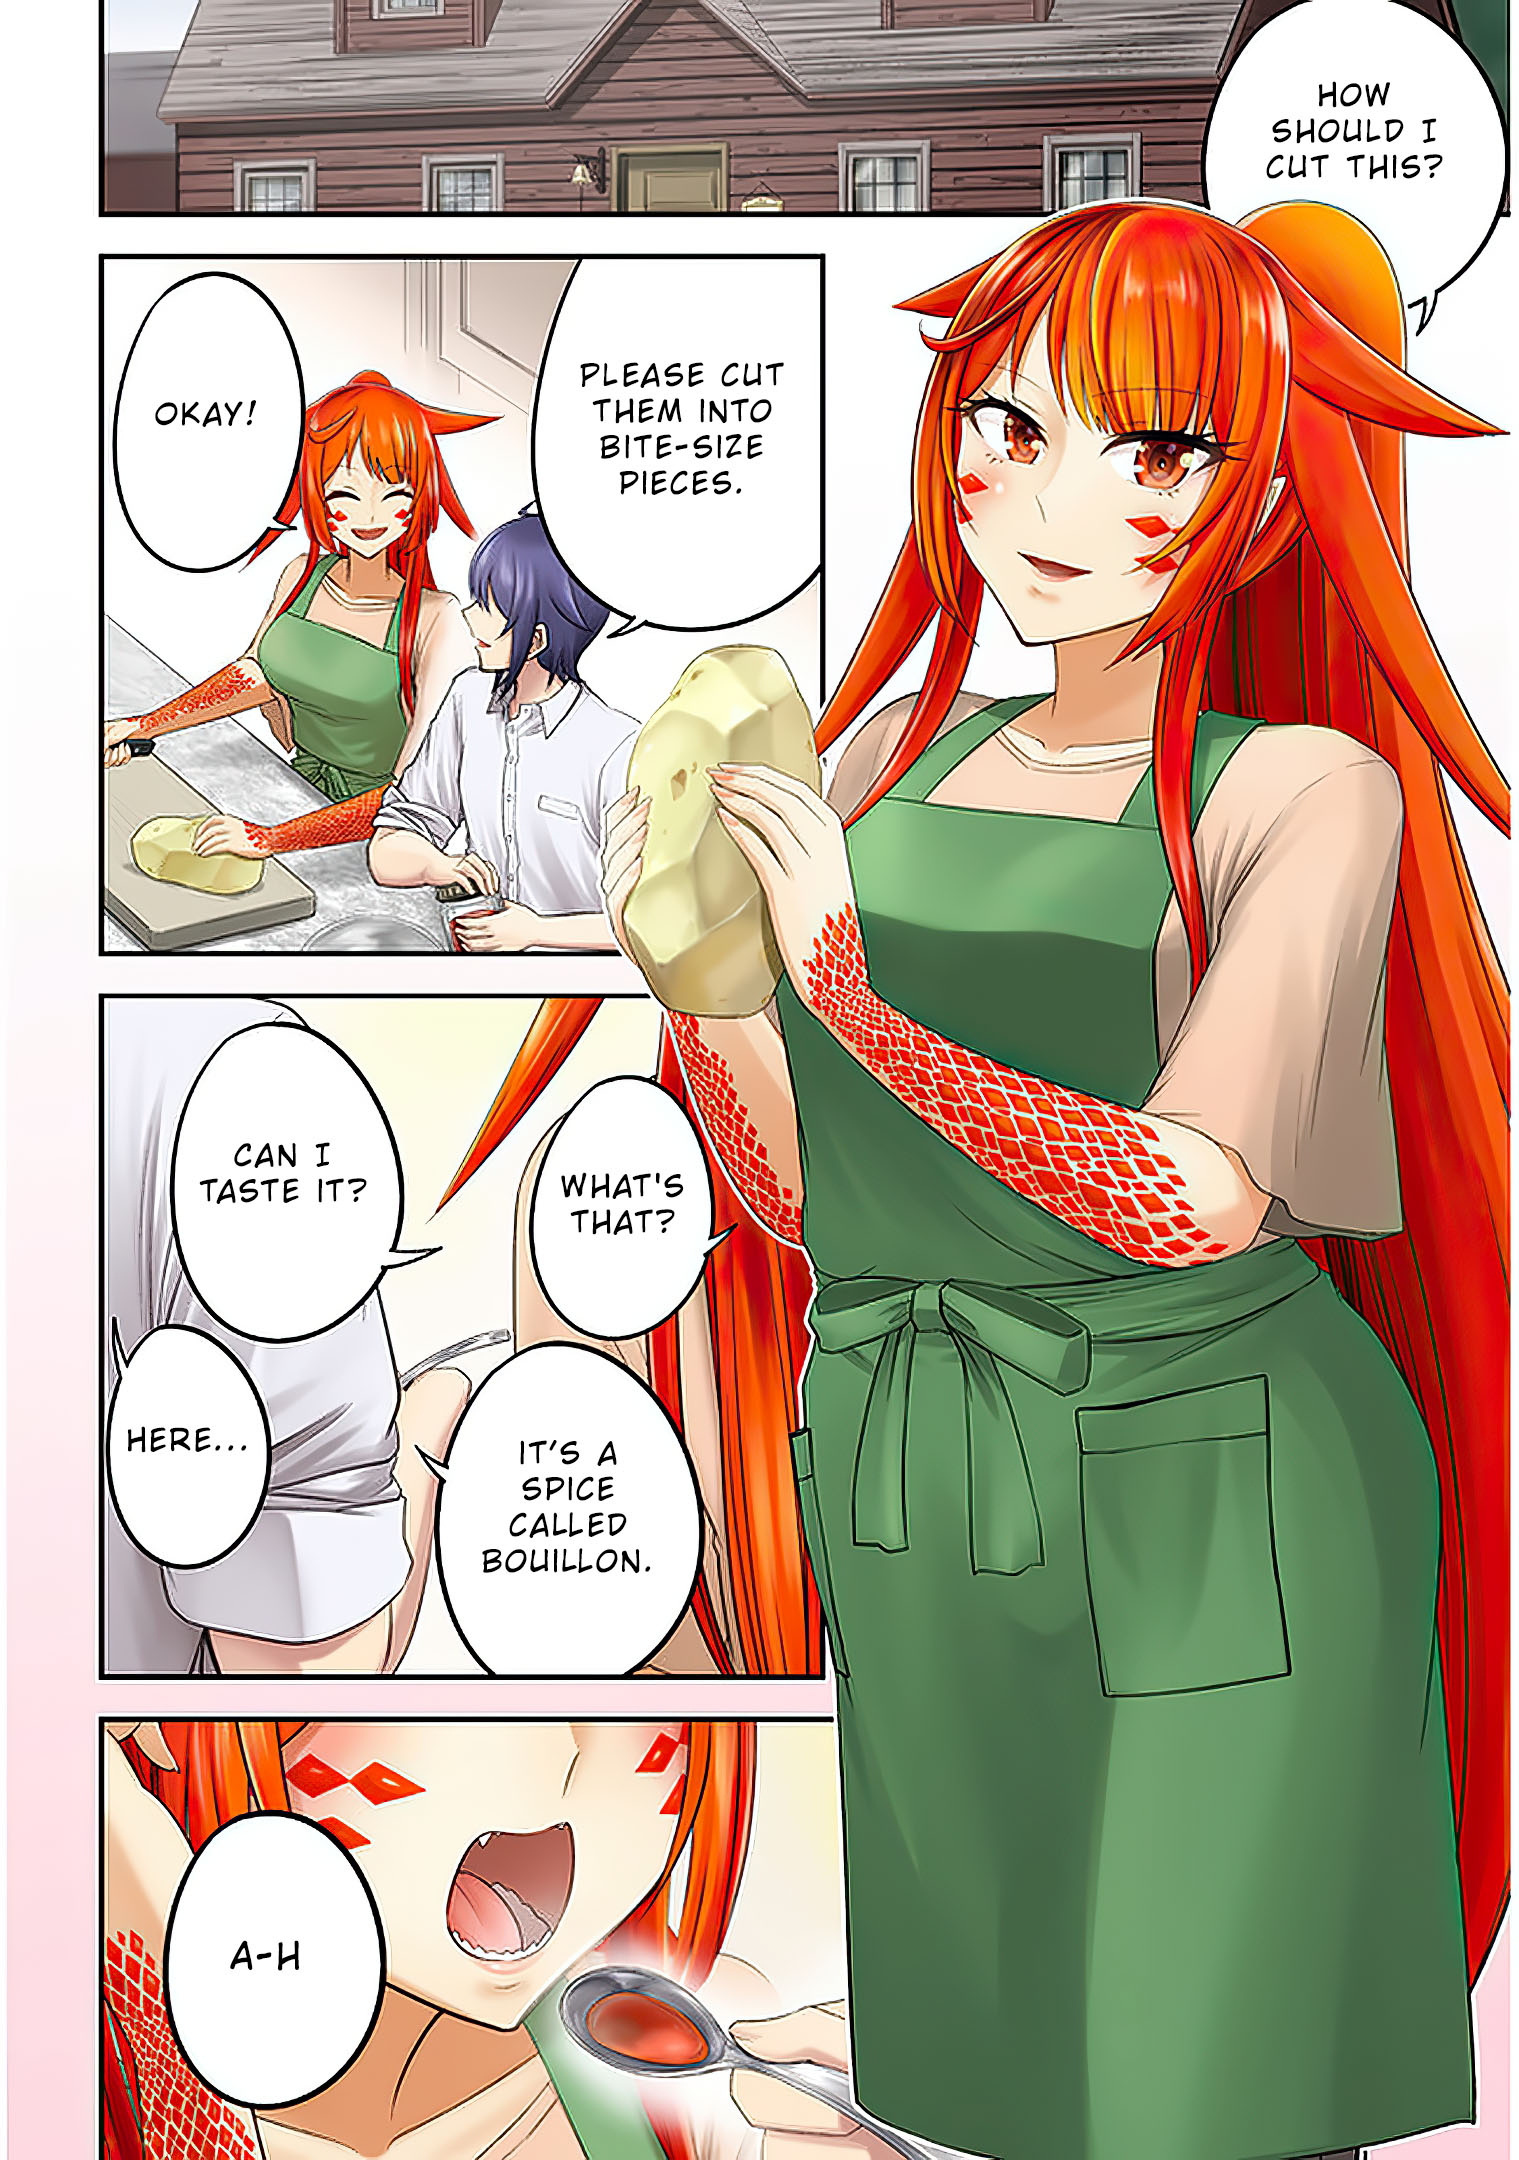 HOW
SHOULD I
CUT THIS?
PLEASE CUT
THEM INTO
BITE-SIZE
PIECES.
OKAY!
WHAT'S
THAT?
IT'S A
SPICE
CALLED
BOUILLON.
CAN I
TASTE IT?
HERE...
A-H